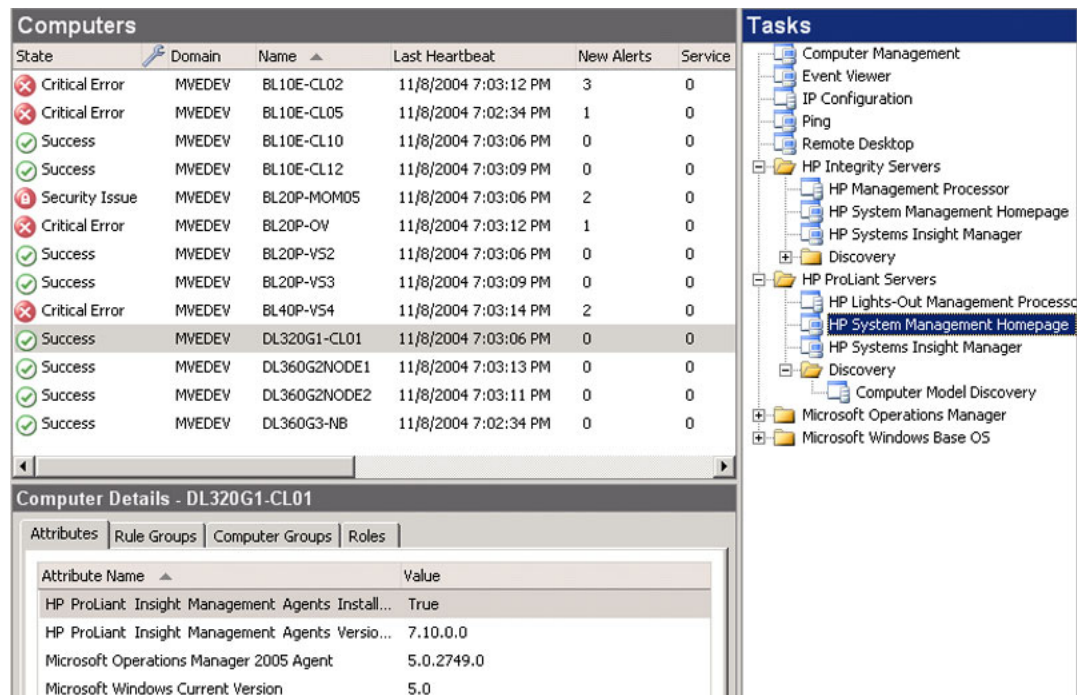 Computers
State Domain Name Last Heartbeat New Alerts Service
Critical Error MVEDEV BL10E-CL02 11/8/2004 7:03:12 PM 3 0
Critical Error MVEDEV BL10E-CL05 11/8/2004 7:02:34 PM 1 0
Success MVEDEV BL10E-CL10 11/8/2004 7:03:06 PM 0 0
Success MVEDEV BL10E-CL12 11/8/2004 7:03:09 PM 0 0
Security Issue MVEDEV BL20P-MOM05 11/8/2004 7:03:06 PM 2 0
Critical Error MVEDEV BL20P-OV 11/8/2004 7:03:12 PM 1 0
Success MVEDEV BL20P-VS2 11/8/2004 7:03:06 PM 0 0
Success MVEDEV BL20P-VS3 11/8/2004 7:03:09 PM 0 0
Critical Error MVEDEV BL40P-VS4 11/8/2004 7:03:14 PM 2 0
Success MVEDEV DL320G1-CL01 11/8/2004 7:03:06 PM 0 0
Success MVEDEV DL360G2NODE1 11/8/2004 7:03:13 PM 0 0
Success MVEDEV DL360G2NODE2 11/8/2004 7:03:11 PM 0 0
Success MVEDEV DL360G3-NB 11/8/2004 7:02:34 PM 0 0
Computer Details - DL320G1-CL01
Attributes Rule Groups Computer Groups Roles
Attribute Name Value
HP ProLiant Insight Management Agents Install... True
HP ProLiant Insight Management Agents Versio... 7.10.0.0
Microsoft Operations Manager 2005 Agent 5.0.2749.0
Microsoft Windows Current Version 5.0
Tasks
Computer Management
Event Viewer
IP Configuration
Ping
Remote Desktop
HP Integrity Servers
HP Management Processor
HP System Management Homepage
HP Systems Insight Manager
Discovery
HP ProLiant Servers
HP Lights-Out Management Processo
HP System Management Homepage
HP Systems Insight Manager
Discovery
Computer Model Discovery
Microsoft Operations Manager
Microsoft Windows Base OS